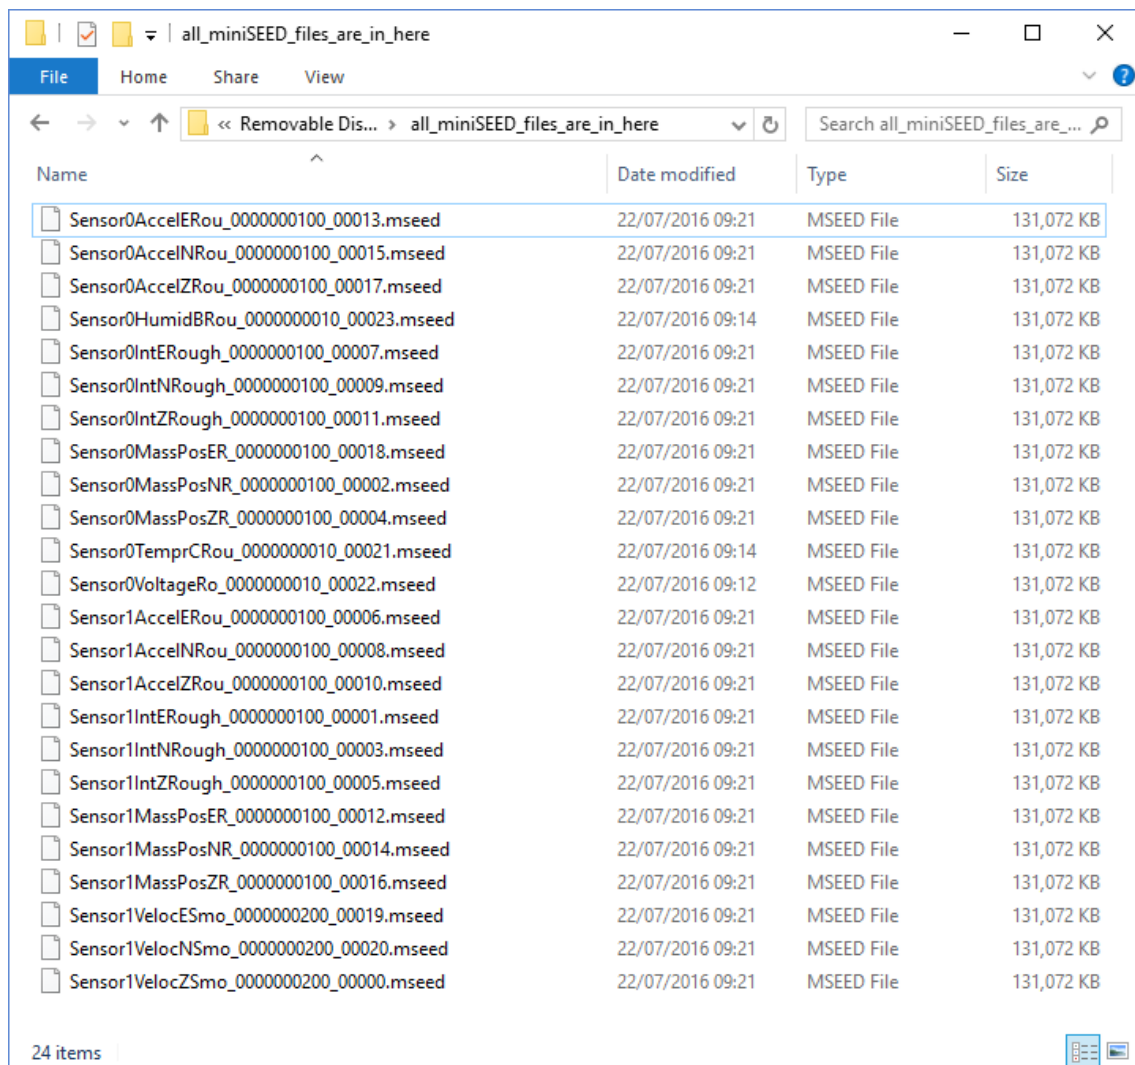 all_miniSEED_files_are_in_here
File Home Share View
« Removable Dis... > all_miniSEED_files_are_in_here Search all_miniSEED_files_are_...
Name Date modified Type Size
Sensor0AccelERou_0000000100_00013.mseed 22/07/2016 09:21 MSEED File 131,072 KB
Sensor0AccelNRou_0000000100_00015.mseed 22/07/2016 09:21 MSEED File 131,072 KB
Sensor0AccelZRou_0000000100_00017.mseed 22/07/2016 09:21 MSEED File 131,072 KB
Sensor0HumidBRou_0000000010_00023.mseed 22/07/2016 09:14 MSEED File 131,072 KB
Sensor0IntERough_0000000100_00007.mseed 22/07/2016 09:21 MSEED File 131,072 KB
Sensor0IntNRough_0000000100_00009.mseed 22/07/2016 09:21 MSEED File 131,072 KB
Sensor0IntZRough_0000000100_00011.mseed 22/07/2016 09:21 MSEED File 131,072 KB
Sensor0MassPosER_0000000100_00018.mseed 22/07/2016 09:21 MSEED File 131,072 KB
Sensor0MassPosNR_0000000100_00002.mseed 22/07/2016 09:21 MSEED File 131,072 KB
Sensor0MassPosZR_0000000100_00004.mseed 22/07/2016 09:21 MSEED File 131,072 KB
Sensor0TemprCRou_0000000010_00021.mseed 22/07/2016 09:14 MSEED File 131,072 KB
Sensor0VoltageRo_0000000010_00022.mseed 22/07/2016 09:12 MSEED File 131,072 KB
Sensor1AccelERou_0000000100_00006.mseed 22/07/2016 09:21 MSEED File 131,072 KB
Sensor1AccelNRou_0000000100_00008.mseed 22/07/2016 09:21 MSEED File 131,072 KB
Sensor1AccelZRou_0000000100_00010.mseed 22/07/2016 09:21 MSEED File 131,072 KB
Sensor1IntERough_0000000100_00001.mseed 22/07/2016 09:21 MSEED File 131,072 KB
Sensor1IntNRough_0000000100_00003.mseed 22/07/2016 09:21 MSEED File 131,072 KB
Sensor1IntZRough_0000000100_00005.mseed 22/07/2016 09:21 MSEED File 131,072 KB
Sensor1MassPosER_0000000100_00012.mseed 22/07/2016 09:21 MSEED File 131,072 KB
Sensor1MassPosNR_0000000100_00014.mseed 22/07/2016 09:21 MSEED File 131,072 KB
Sensor1MassPosZR_0000000100_00016.mseed 22/07/2016 09:21 MSEED File 131,072 KB
Sensor1VelocESmo_0000000200_00019.mseed 22/07/2016 09:21 MSEED File 131,072 KB
Sensor1VelocNSmo_0000000200_00020.mseed 22/07/2016 09:21 MSEED File 131,072 KB
Sensor1VelocZSmo_0000000200_00000.mseed 22/07/2016 09:21 MSEED File 131,072 KB
24 items